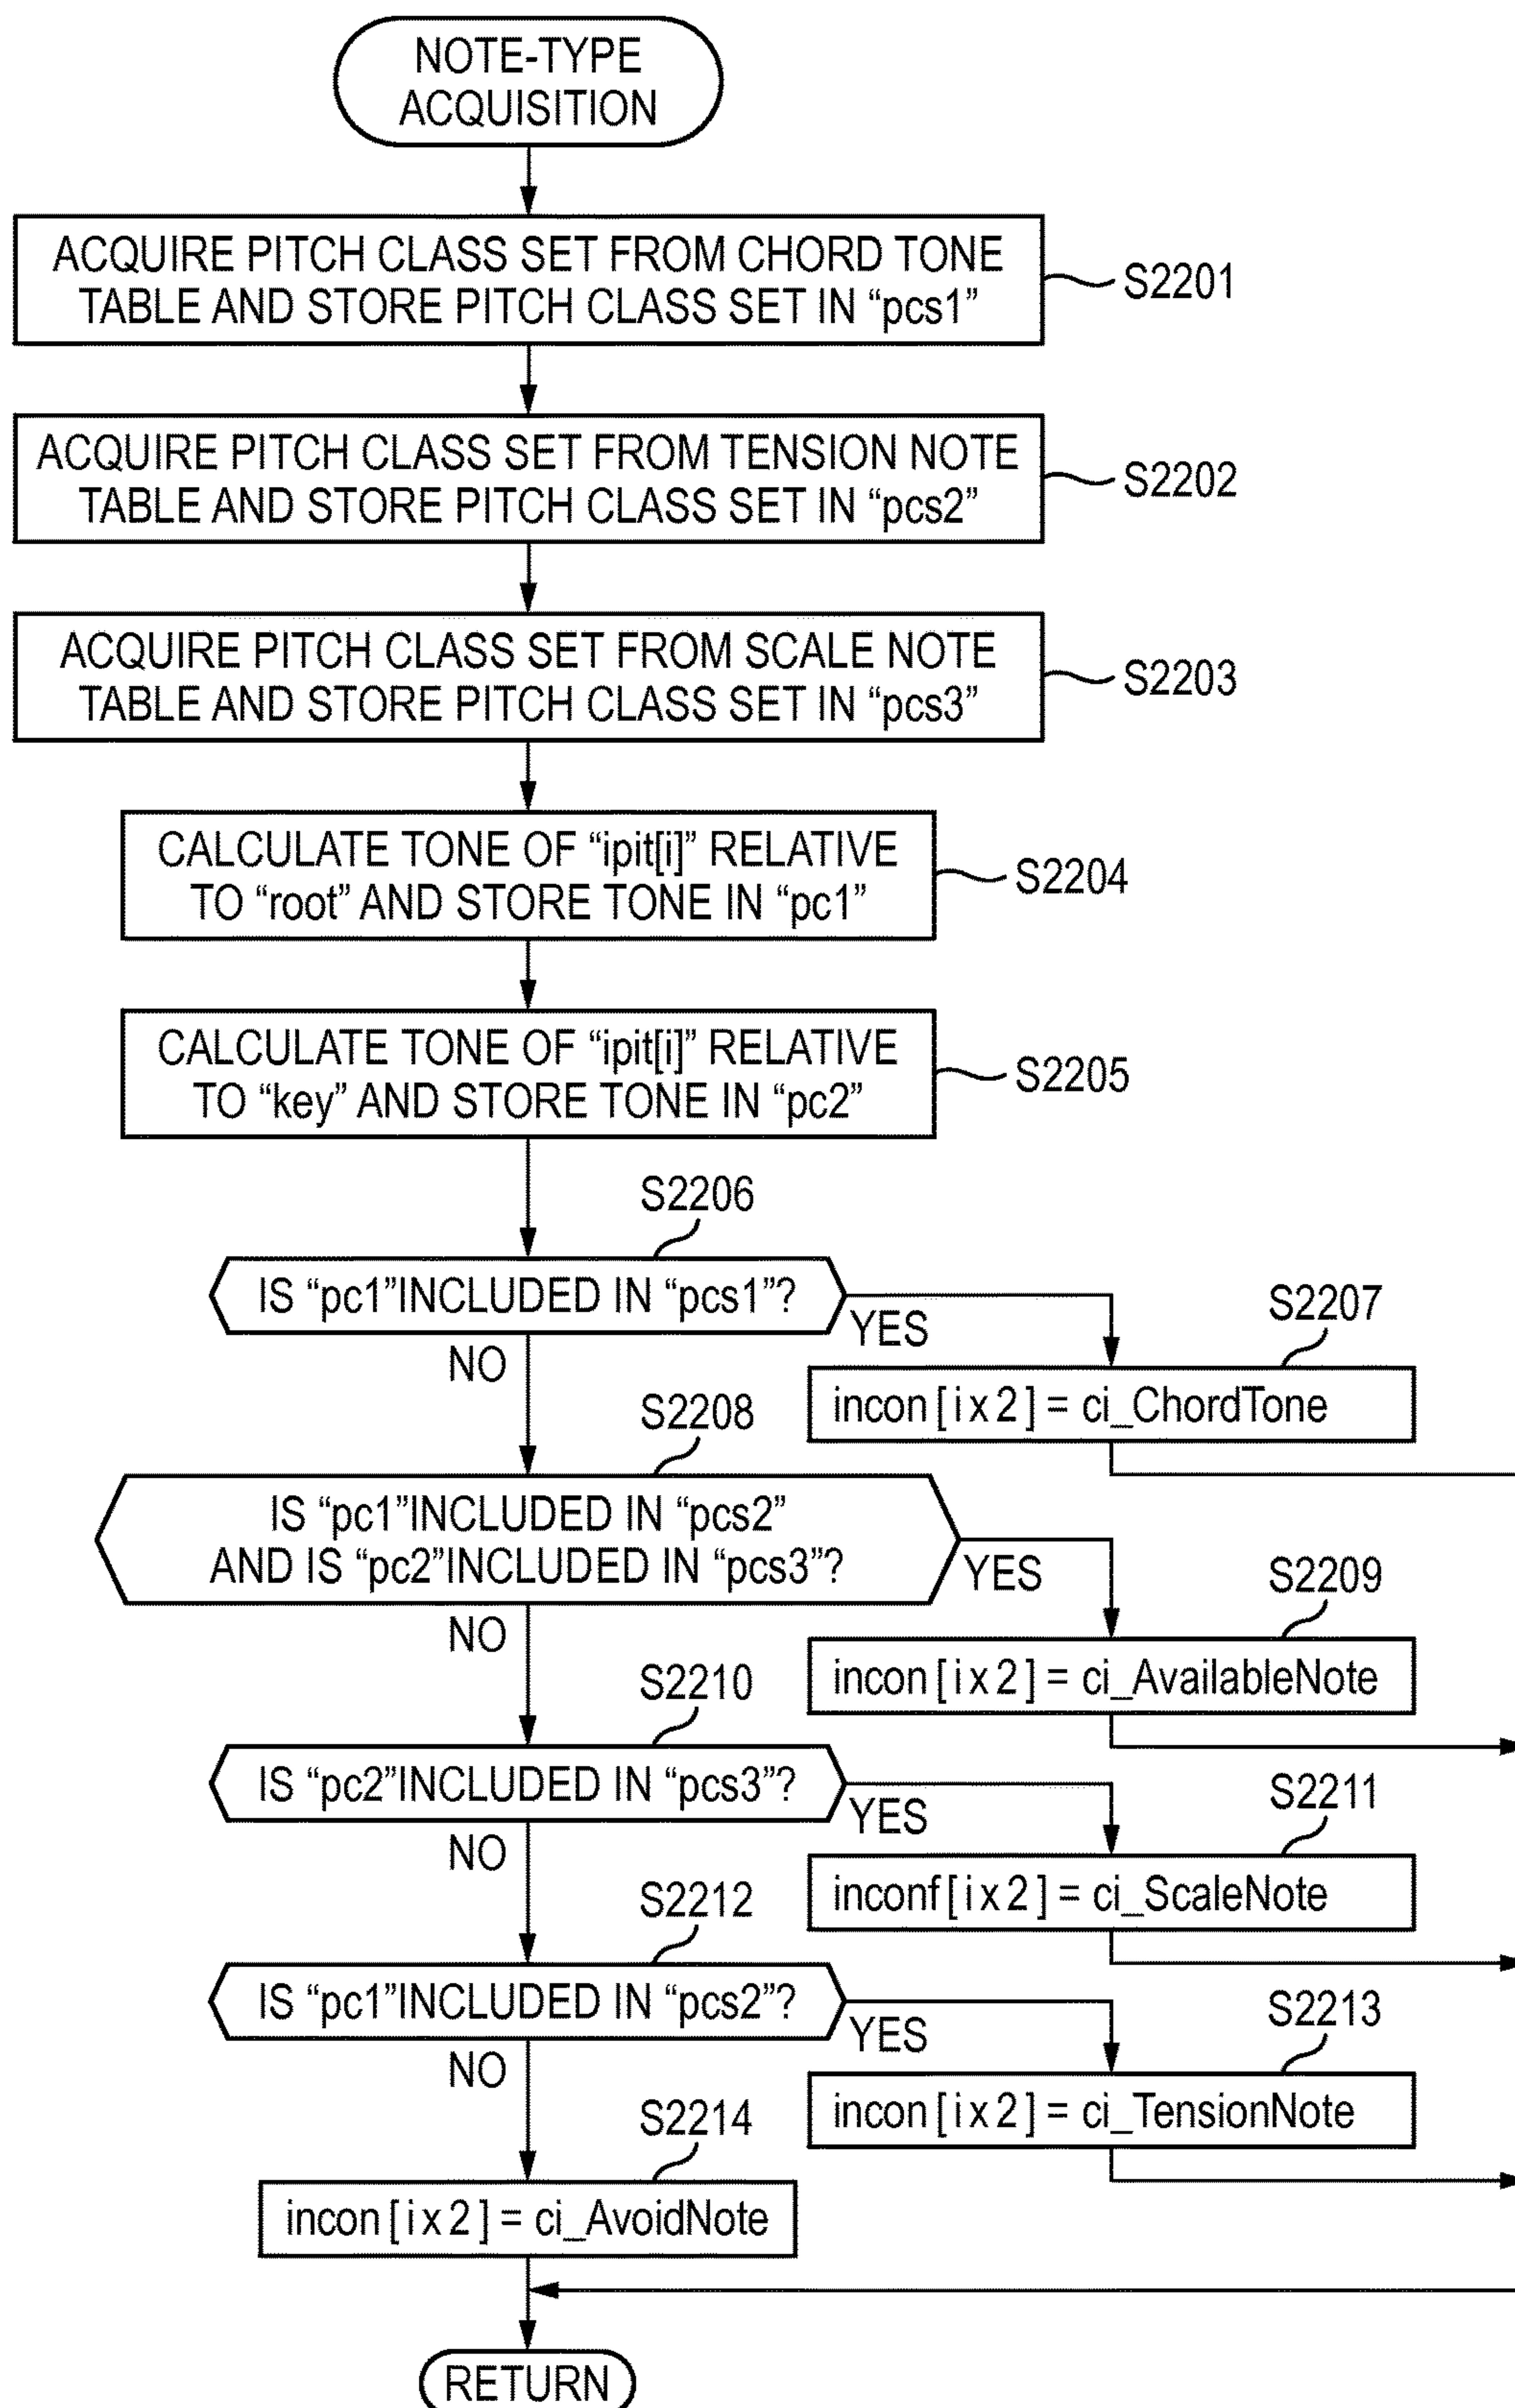 NOTE-TYPE
ACQUISITION
ACQUIRE PITCH CLASS SET FROM CHORD TONE
TABLE AND STORE PITCH CLASS SET IN “pcs1”
S2201
ACQUIRE PITCH CLASS SET FROM TENSION NOTE
TABLE AND STORE PITCH CLASS SET IN “pcs2”
S2202
ACQUIRE PITCH CLASS SET FROM SCALE NOTE
TABLE AND STORE PITCH CLASS SET IN “pcs3”
S2203
CALCULATE TONE OF “ipit[i]” RELATIVE
TO “root” AND STORE TONE IN “pc1”
S2204
CALCULATE TONE OF “ipit[i]” RELATIVE
TO “key” AND STORE TONE IN “pc2”
S2205
S2206
IS “pc1”INCLUDED IN “pcs1”?
YES
NO
S2207
incon [ i x 2 ] = ci_ChordTone
S2208
IS “pc1”INCLUDED IN “pcs2”
AND IS “pc2”INCLUDED IN “pcs3”?
YES
NO
S2209
incon [ i x 2 ] = ci_AvailableNote
S2210
IS “pc2”INCLUDED IN “pcs3”?
YES
NO
S2211
inconf [ i x 2 ] = ci_ScaleNote
S2212
IS “pc1”INCLUDED IN “pcs2”?
YES
NO
S2213
incon [ i x 2 ] = ci_TensionNote
S2214
incon [ i x 2 ] = ci_AvoidNote
RETURN